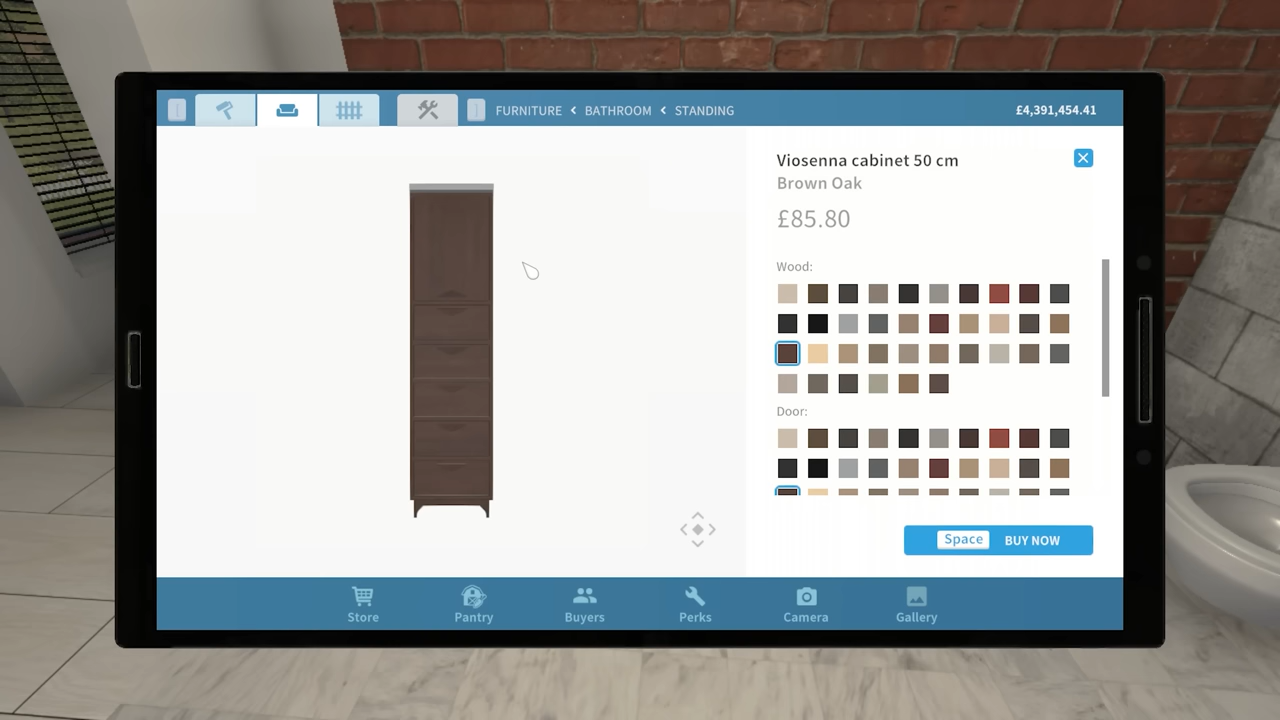 FURNITURE < BATHROOM < STANDING
£4,391,454.41
Viosenna cabinet 50 cm
Brown Oak
£85.80
Wood:
Door:
Space BUY NOW
Store Pantry Buyers Perks Camera Gallery